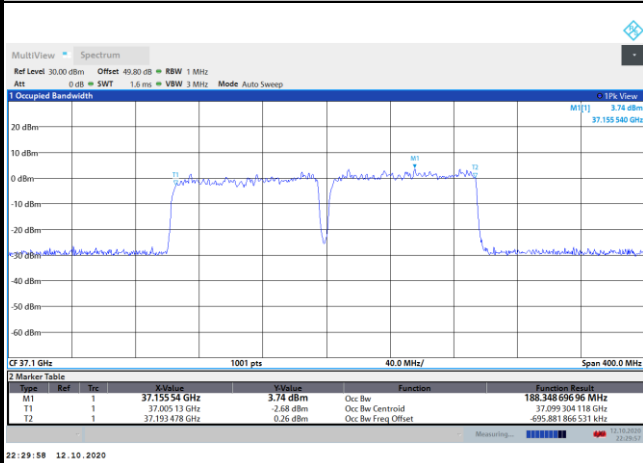 MultiView Spectrum
Ref Level 30.00 dBm Offset 49.80 dB RBW 1 MHz
Att 0 dB SWT 1.6 ms VBW 3 MHz Mode Auto Sweep
1 Occupied Bandwidth 1Pk View
M1[1] 3.74 dBm
37.155 540 GHz
20 dBm
10 dBm
M1
T1 T2
0 dBm
-10 dBm
-20 dBm
-30 dBm
-40 dBm
-50 dBm
-60 dBm
CF 37.1 GHz 1001 pts 40.0 MHz/ Span 400.0 MHz
2 Marker Table
Type Ref Trc X-Value Y-Value Function Function Result
M1 1 37.155 54 GHz 3.74 dBm Occ Bw 188.348 696 96 MHz
T1 1 37.005 13 GHz -2.68 dBm Occ Bw Centroid 37.099 304 118 GHz
T2 1 37.193 478 GHz 0.26 dBm Occ Bw Freq Offset -695.881 866 531 kHz
Measuring... 12.10.2020
22:29:57
22:29:58 12.10.2020